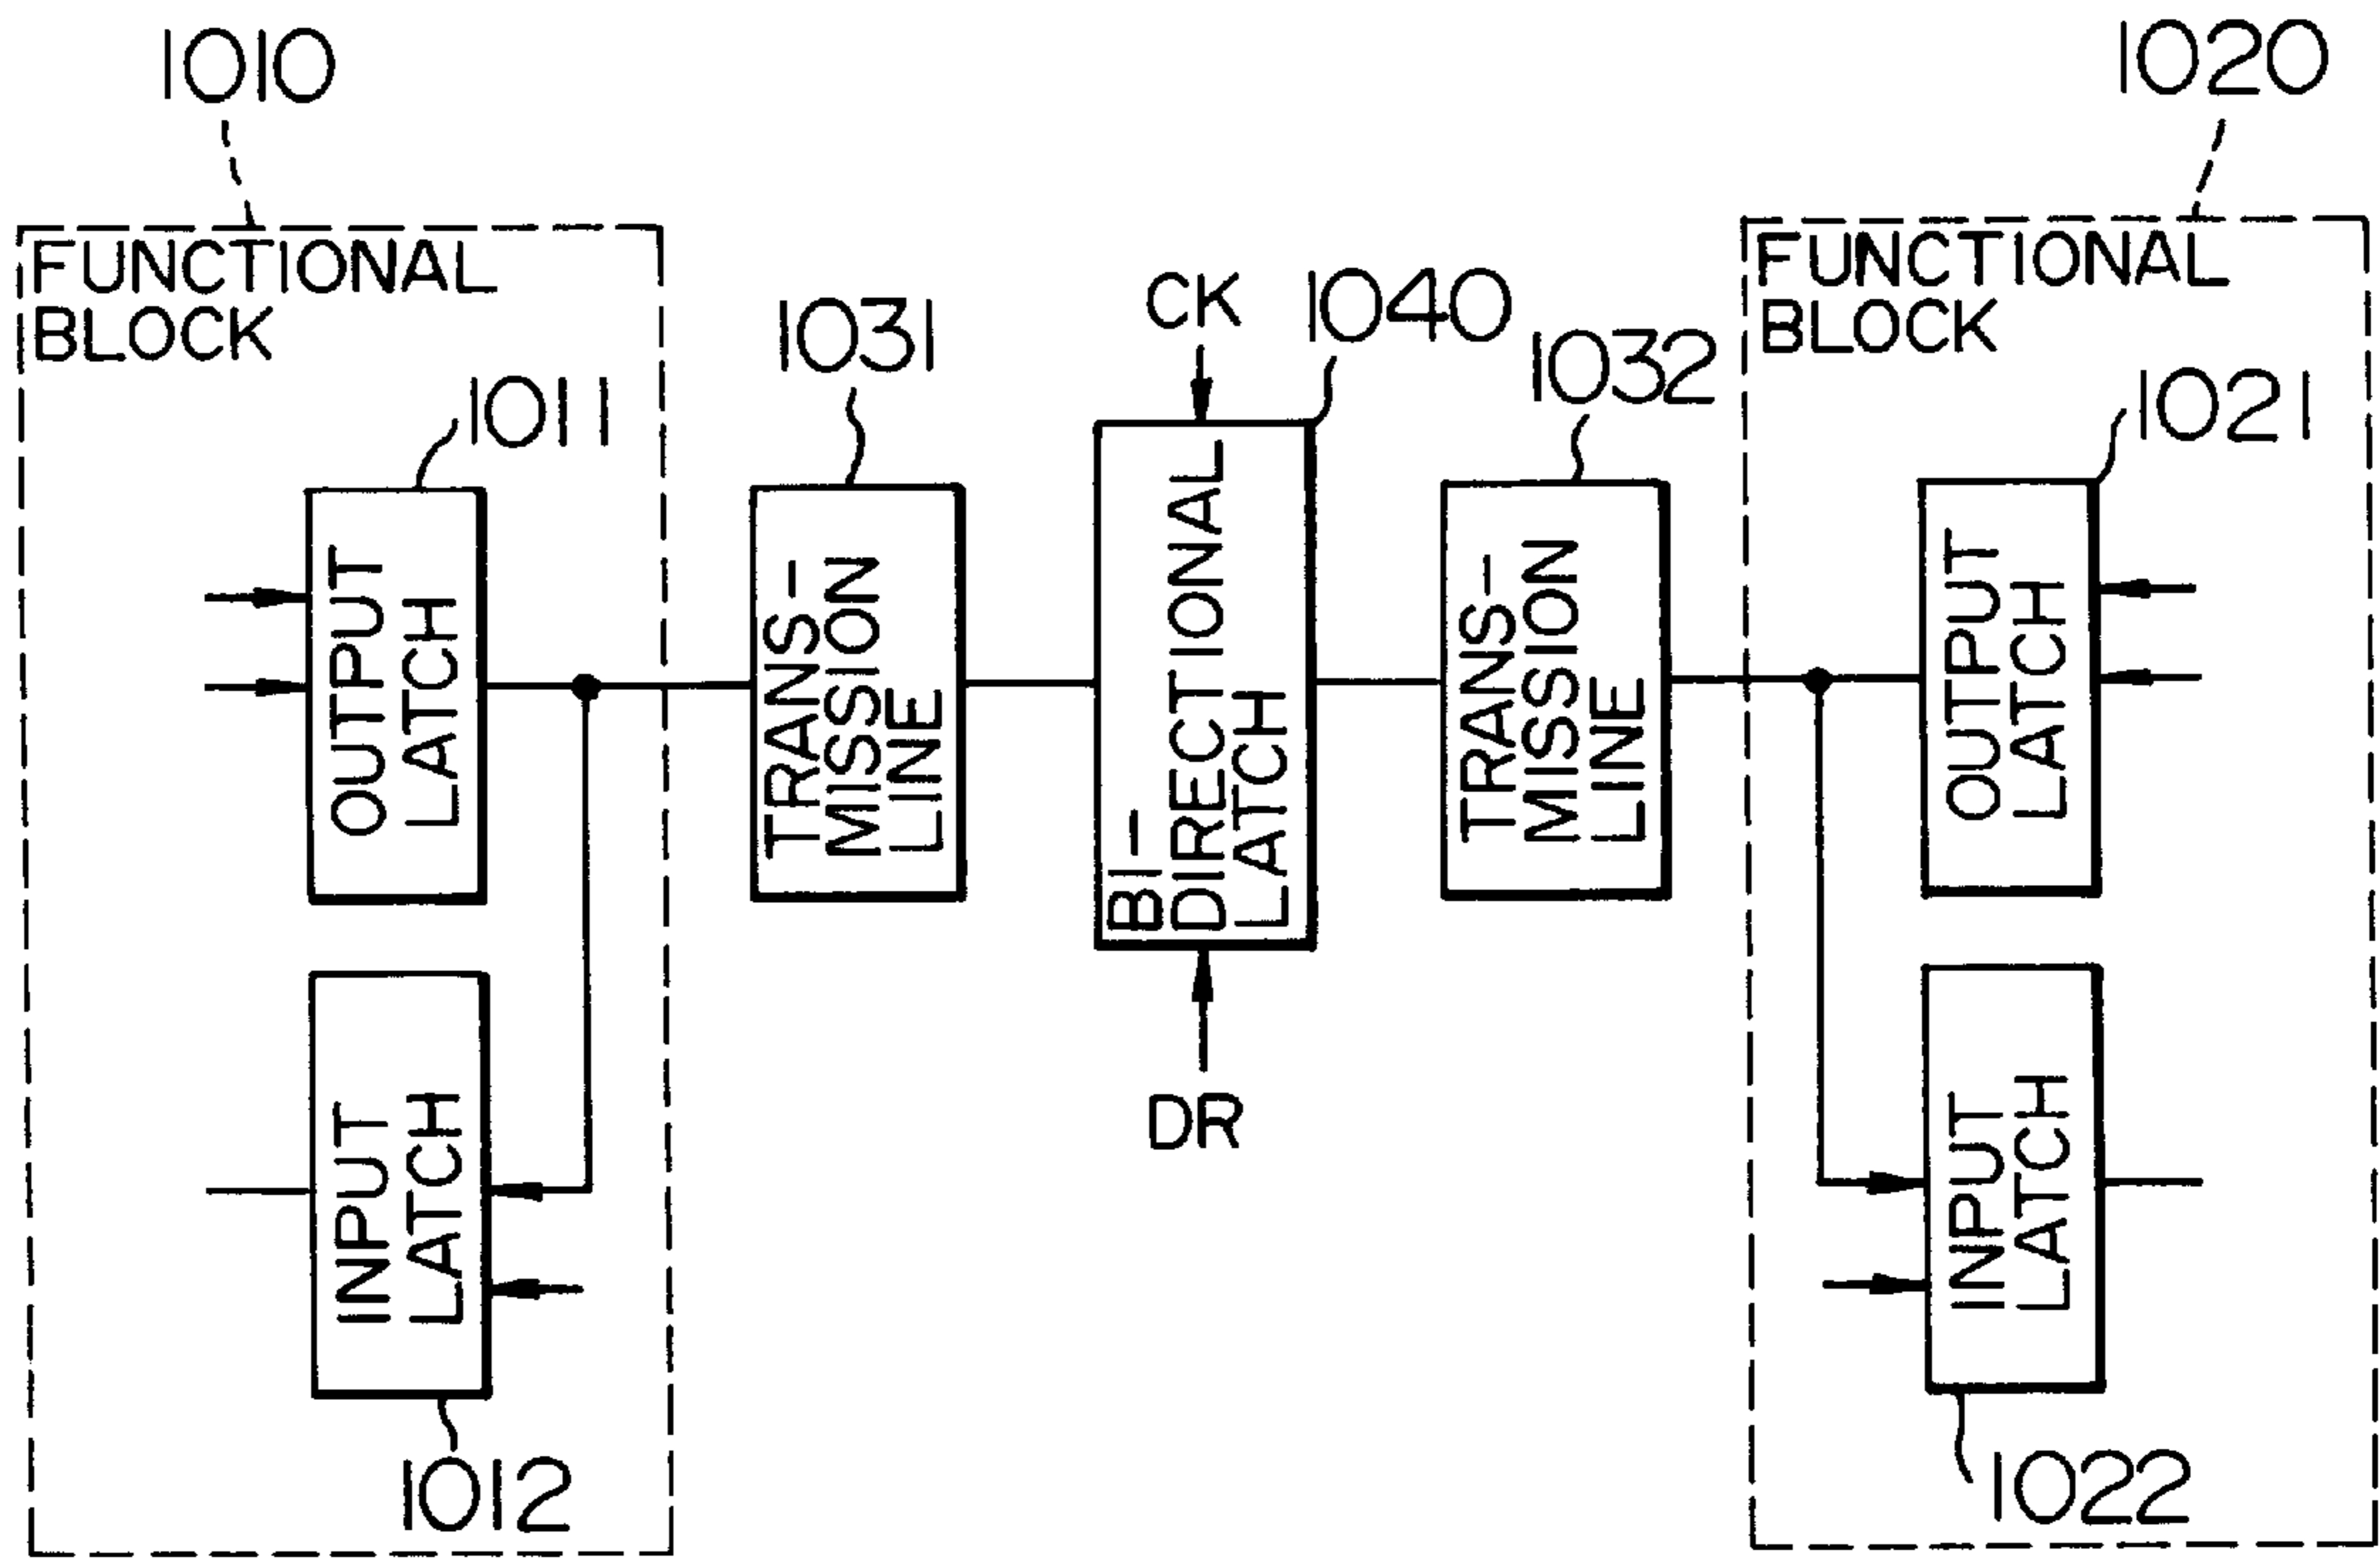 1010
1020
FUNCTIONAL
BLOCK
1011
OUTPUT
LATCH
INPUT
LATCH
1012
1031
TRANS-
MISSION
LINE
CK
1040
BI-
DIRECTIONAL
LATCH
DR
1032
TRANS-
MISSION
LINE
FUNCTIONAL
BLOCK
1021
OUTPUT
LATCH
INPUT
LATCH
1022